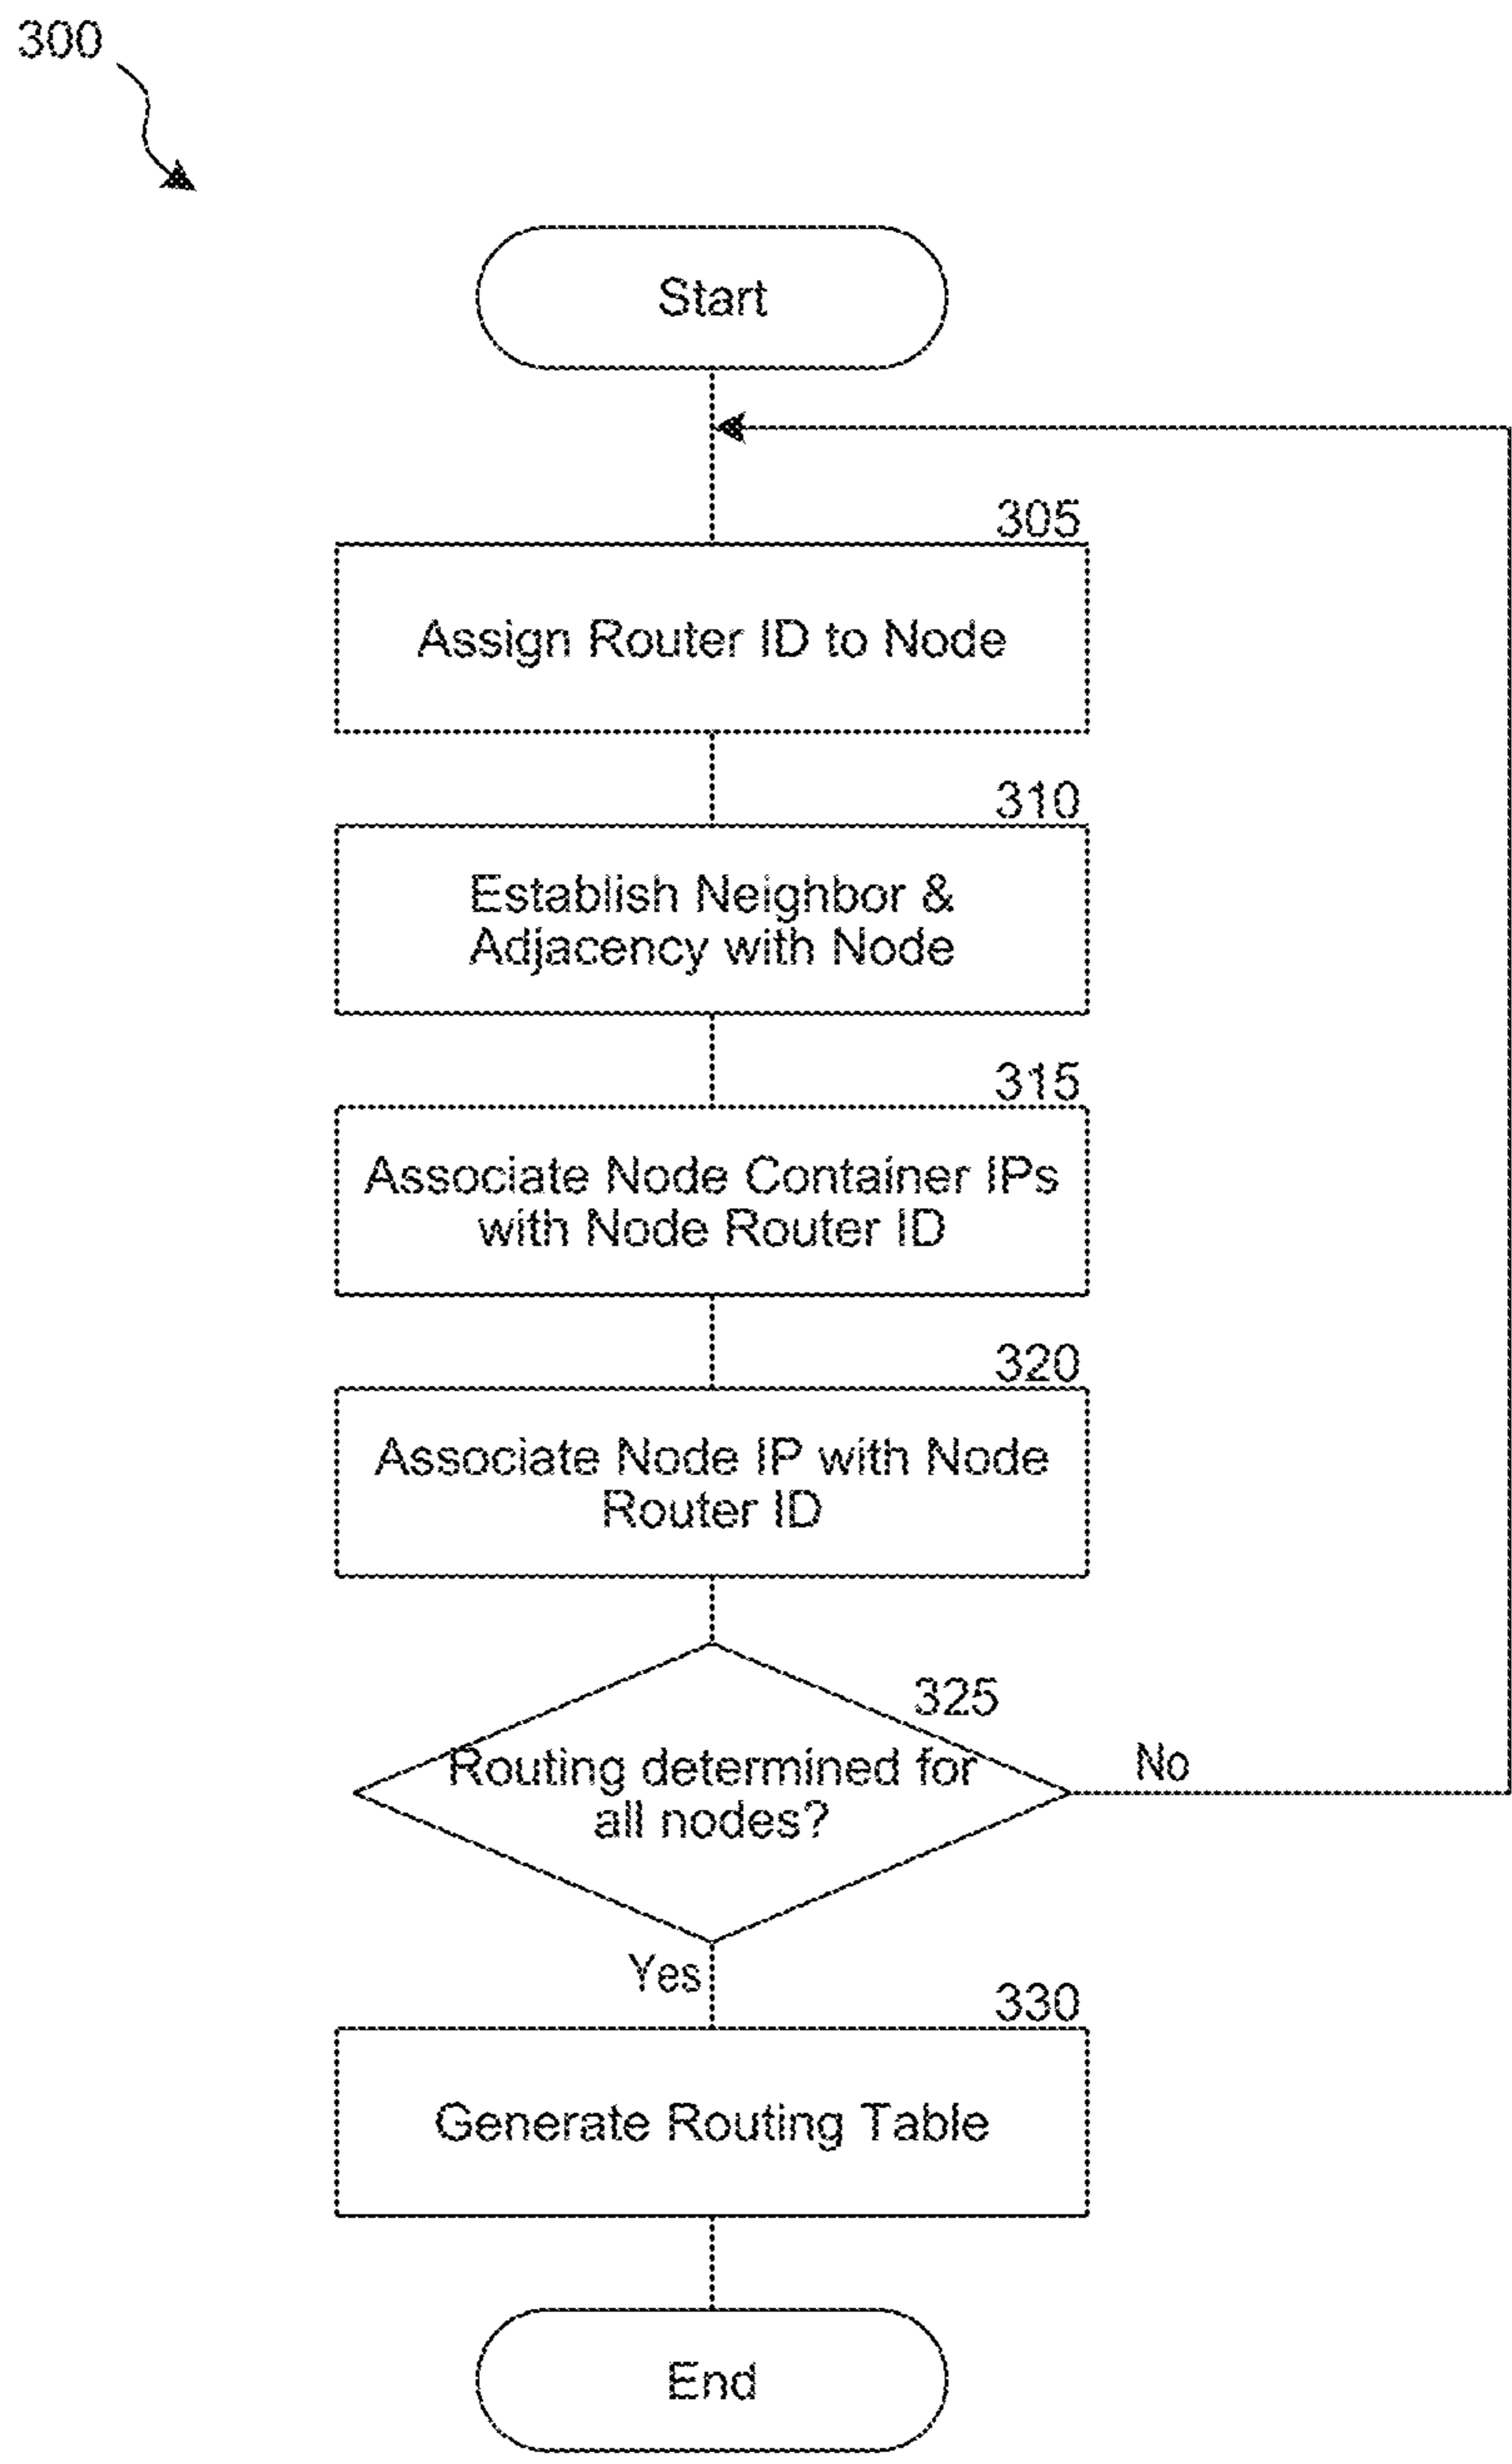 300
Start
305
Assign Router ID to Node
310
Establish Neighbor &
Adjacency with Node
315
Associate Node Container IPs
with Node Router ID
320
Associate Node IP with Node
Router ID
325
Routing determined for
all nodes?
No
Yes
330
Generate Routing Table
End